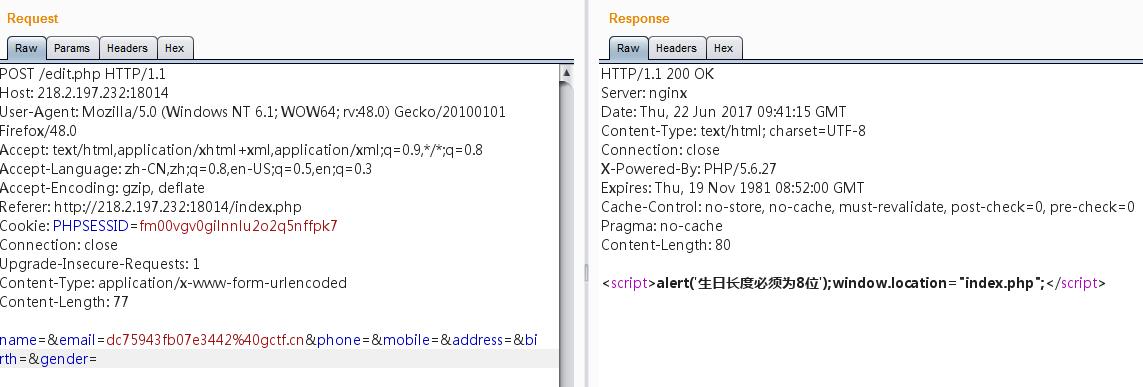 Request
Raw Params Headers Hex
POST /edit.php HTTP/1.1
Host: 218.2.197.232:18014
User-Agent: Mozilla/5.0 (Windows NT 6.1; WOW64; rv:48.0) Gecko/20100101
Firefox/48.0
Accept: text/html,application/xhtml+xml,application/xml;q=0.9,*/*;q=0.8
Accept-Language: zh-CN,zh;q=0.8,en-US;q=0.5,en;q=0.3
Accept-Encoding: gzip, deflate
Referer: http://218.2.197.232:18014/index.php
Cookie: PHPSESSID=fm00vgv0gilnnlu2o2q5nffpk7
Connection: close
Upgrade-Insecure-Requests: 1
Content-Type: application/x-www-form-urlencoded
Content-Length: 77
name=&email=dc75943fb07e3442%40gctf.cn&phone=&mobile=&address=&bi
rth=&gender=
Response
Raw Headers Hex
HTTP/1.1 200 OK
Server: nginx
Date: Thu, 22 Jun 2017 09:41:15 GMT
Content-Type: text/html; charset=UTF-8
Connection: close
X-Powered-By: PHP/5.6.27
Expires: Thu, 19 Nov 1981 08:52:00 GMT
Cache-Control: no-store, no-cache, must-revalidate, post-check=0, pre-check=0
Pragma: no-cache
Content-Length: 80
<script>alert('生日长度必须为8位');window.location="index.php";</script>